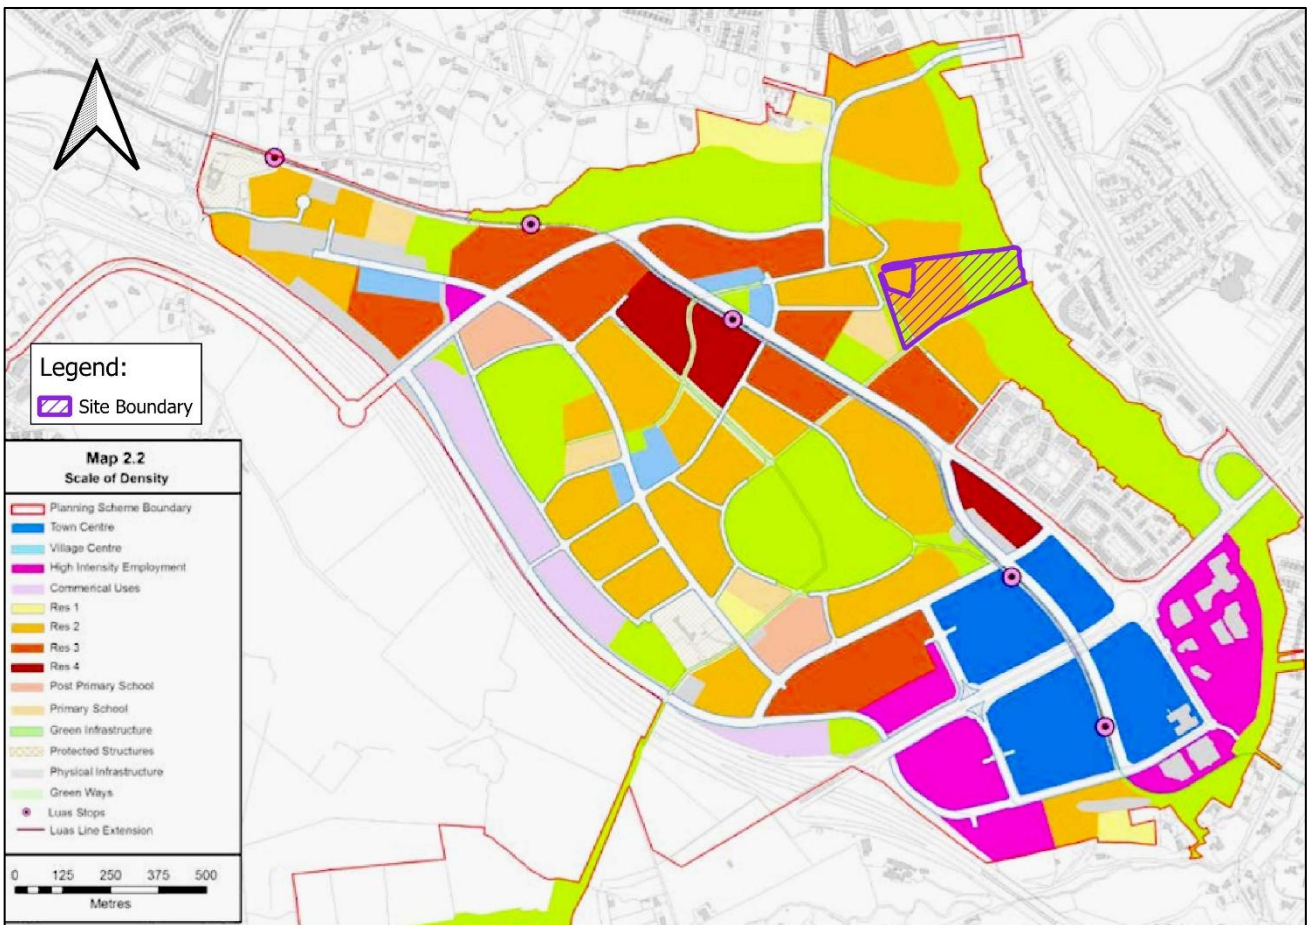 Legend:
Site Boundary
Map 2.2
Scale of Density
Planning Scheme Boundary
Town Centre
Village Centre
High Intensity Employment
Commerical Uses
Res 1
Res 2
Res 3
Res 4
Post Primary School
Primary School
Green Infrastructure
Protected Structures
Physical Infrastructure
Green Ways
Luas Stops
Luas Line Extension
0 125 250 375 500
Metres